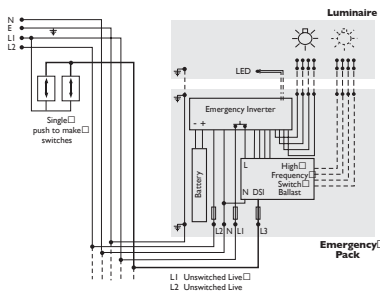 Luminaire
N
E
L1
L2
LED
Emergency Inverter
- +
Single□
push to make□
switches
Battery
L
High□
Frequency□
Switch□
Ballast
N DSI
L2 N L1 L3
Emergency□
Pack
L1 Unswitched Live□
L2 Unswitched Live